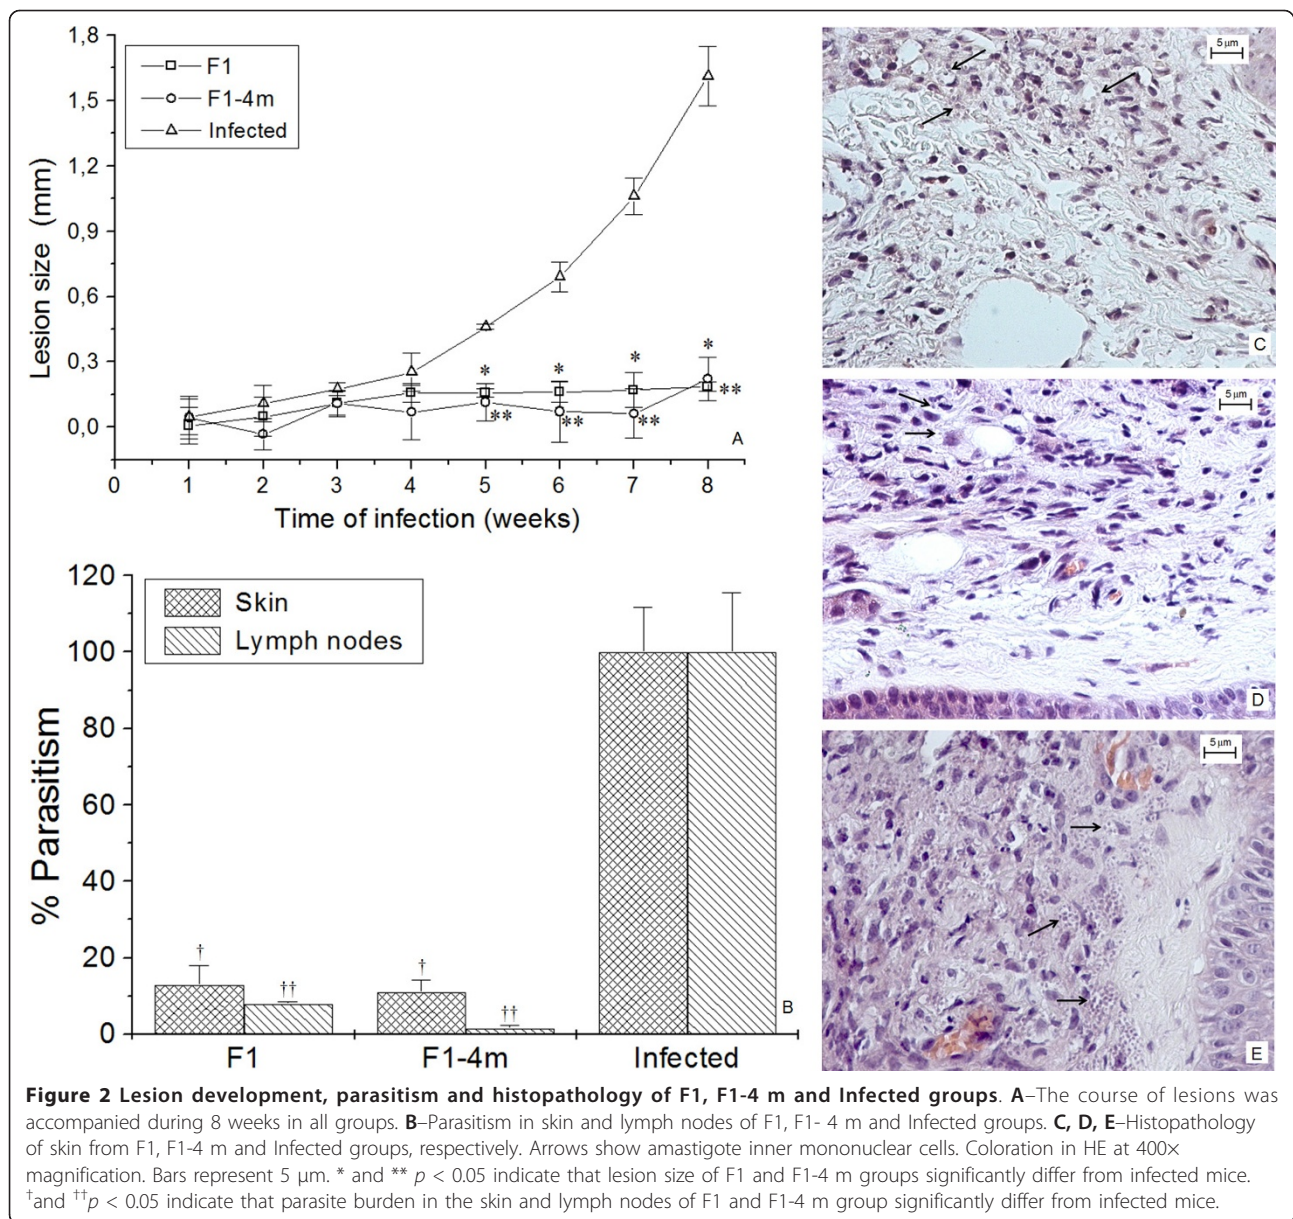 1,8
1,5
1,2
0,9
0,6
0,3
0,0
Lesion size (mm)
F1
F1-4m
Infected
* * * *
** ** ** **
A
0 1 2 3 4 5 6 7 8
Time of infection (weeks)
120
100
80
60
40
20
0
% Parasitism
Skin
Lymph nodes
† †† † ††
B
F1 F1-4m Infected
5 µm
C
5 µm
D
5 µm
E
Figure 2 Lesion development, parasitism and histopathology of F1, F1-4 m and Infected groups. A–The course of lesions was
accompanied during 8 weeks in all groups. B–Parasitism in skin and lymph nodes of F1, F1- 4 m and Infected groups. C, D, E–Histopathology
of skin from F1, F1-4 m and Infected groups, respectively. Arrows show amastigote inner mononuclear cells. Coloration in HE at 400×
magnification. Bars represent 5 μm. * and ** p < 0.05 indicate that lesion size of F1 and F1-4 m groups significantly differ from infected mice.
†and ††p < 0.05 indicate that parasite burden in the skin and lymph nodes of F1 and F1-4 m group significantly differ from infected mice.